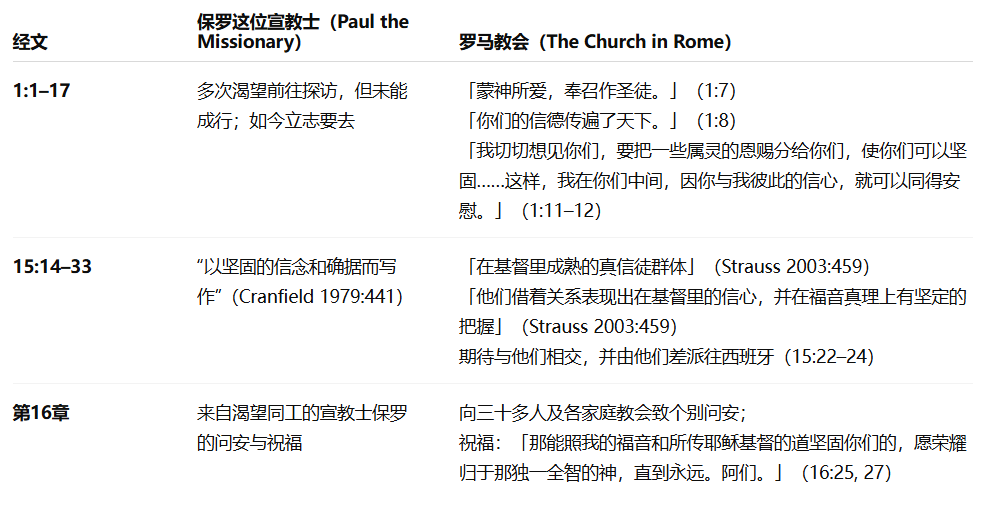 经文
保罗这位宣教士（Paul the
Missionary）
罗马教会（The Church in Rome）
1:1–17
多次渴望前往探访，但未能
成行；如今立志要去
「蒙神所爱，奉召作圣徒。」（1:7）
「你们的信德传遍了天下。」（1:8）
「我切切想见你们，要把一些属灵的恩赐分给你们，使你们可以坚
固……这样，我在你们中间，因你与我彼此的信心，就可以同得安
慰。」（1:11–12）
15:14–33
“以坚固的信念和确据而写
作”（Cranfield 1979:441）
「在基督里成熟的真信徒群体」（Strauss 2003:459）
「他们借着关系表现出在基督里的信心，并在福音真理上有坚定的
把握」（Strauss 2003:459）
期待与他们相交，并由他们差派往西班牙（15:22–24）
第16章
来自渴望同工的宣教士保罗
的问安与祝福
向三十多人及各家庭教会致个别问安；
祝福：「那能照我的福音和所传耶稣基督的道坚固你们的，愿荣耀
归于那独一全智的神，直到永远。阿们。」（16:25, 27）